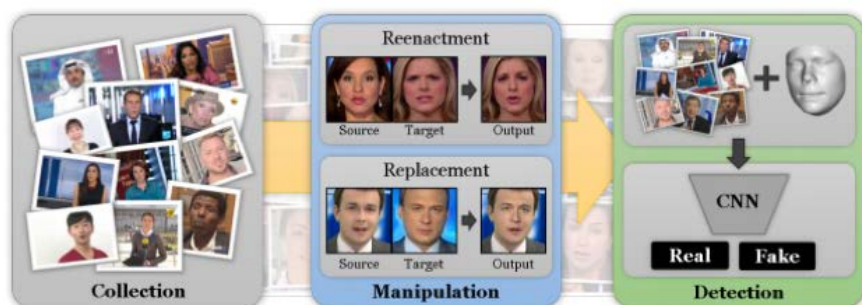 Reenactment
Source Target Output
Replacement
Source Target Output
CNN
Real Fake
Collection Manipulation Detection